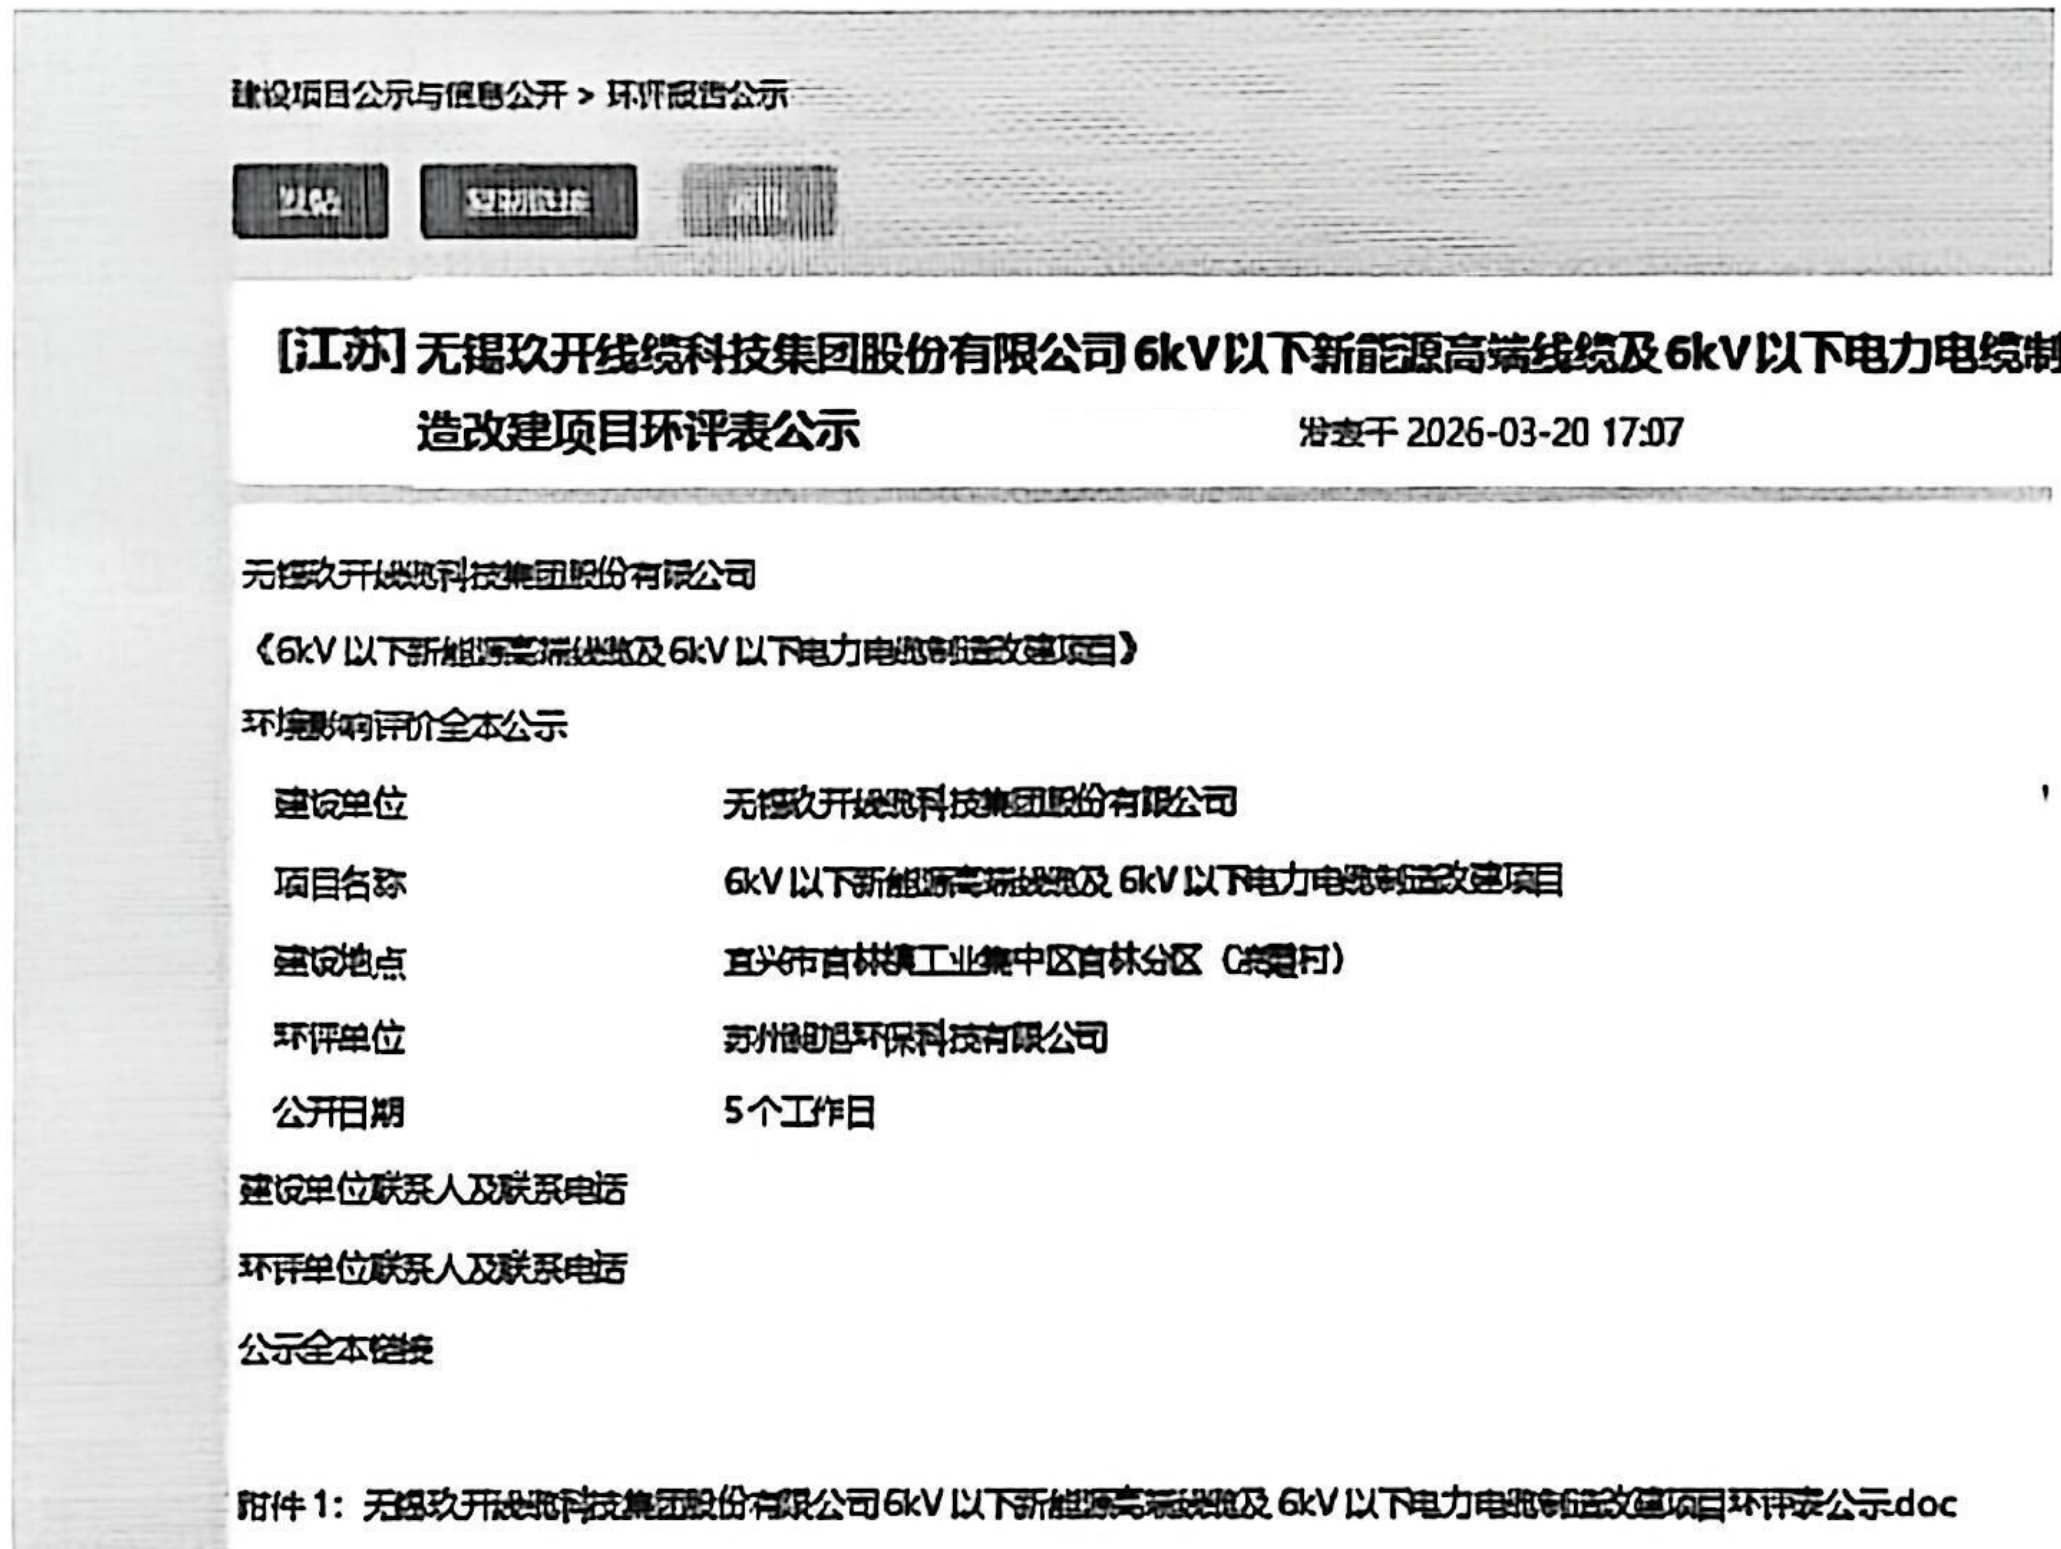 建设项目公示与信息公开 > 环评报告公示
发帖 复制链接 返回
[江苏] 无锡玖开线缆科技集团股份有限公司6kV以下新能源高端线缆及6kV以下电力电缆制
造改建项目环评表公示 发表于 2026-03-20 17:07
无锡玖开线缆科技集团股份有限公司
《6kV 以下新能源高端线缆及 6kV 以下电力电缆制造改建项目》
环境影响评价全本公示
建设单位 无锡玖开线缆科技集团股份有限公司
项目名称 6kV 以下新能源高端线缆及 6kV 以下电力电缆制造改建项目
建设地点 宜兴市官林镇工业集中区官林分区
环评单位 环保科技有限公司
公开日期 5个工作日
建设单位联系人及联系电话
环评单位联系人及联系电话
公示全本链接
附件 1：无锡玖开线缆科技集团股份有限公司6kV 以下新能源高端线缆及 6kV 以下电力电缆制造改建项目环评表公示doc